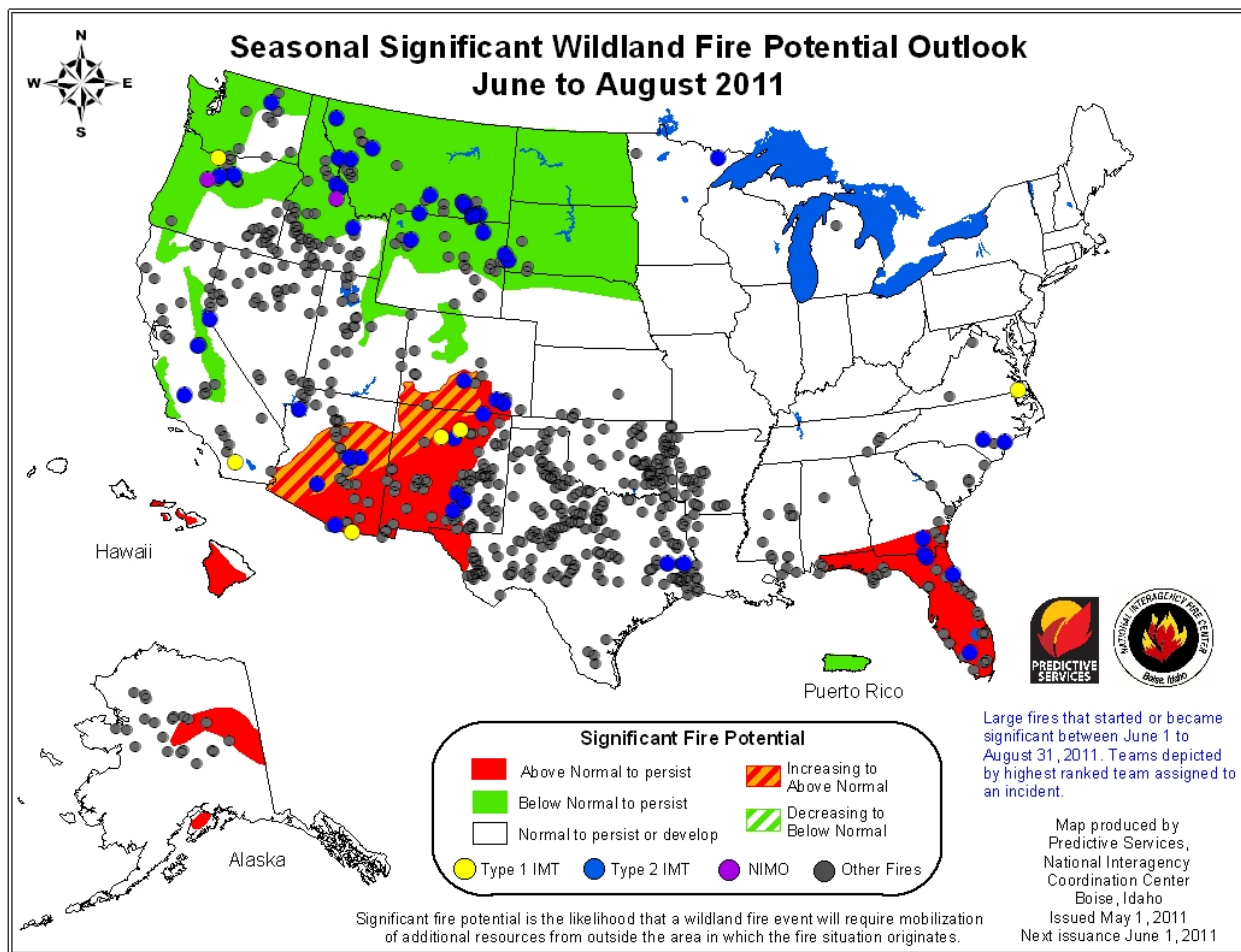 Seasonal Significant Wildland Fire Potential Outlook
June to August 2011
N
W
E
S
Hawaii
Alaska
Puerto Rico
PREDICTIVE
SERVICES
NATIONAL INTERAGENCY FIRE CENTER
Boise, Idaho
Large fires that started or became
significant between June 1 to
August 31, 2011. Teams depicted
by highest ranked team assigned to
an incident.
Significant Fire Potential
Above Normal to persist
Below Normal to persist
Normal to persist or develop
Increasing to
Above Normal
Decreasing to
Below Normal
Type 1 IMT
Type 2 IMT
NIMO
Other Fires
Map produced by
Predictive Services,
National Interagency
Coordination Center
Boise, Idaho
Issued May 1, 2011
Next issuance June 1, 2011
Significant fire potential is the likelihood that a wildland fire event will require mobilization
of additional resources from outside the area in which the fire situation originates.